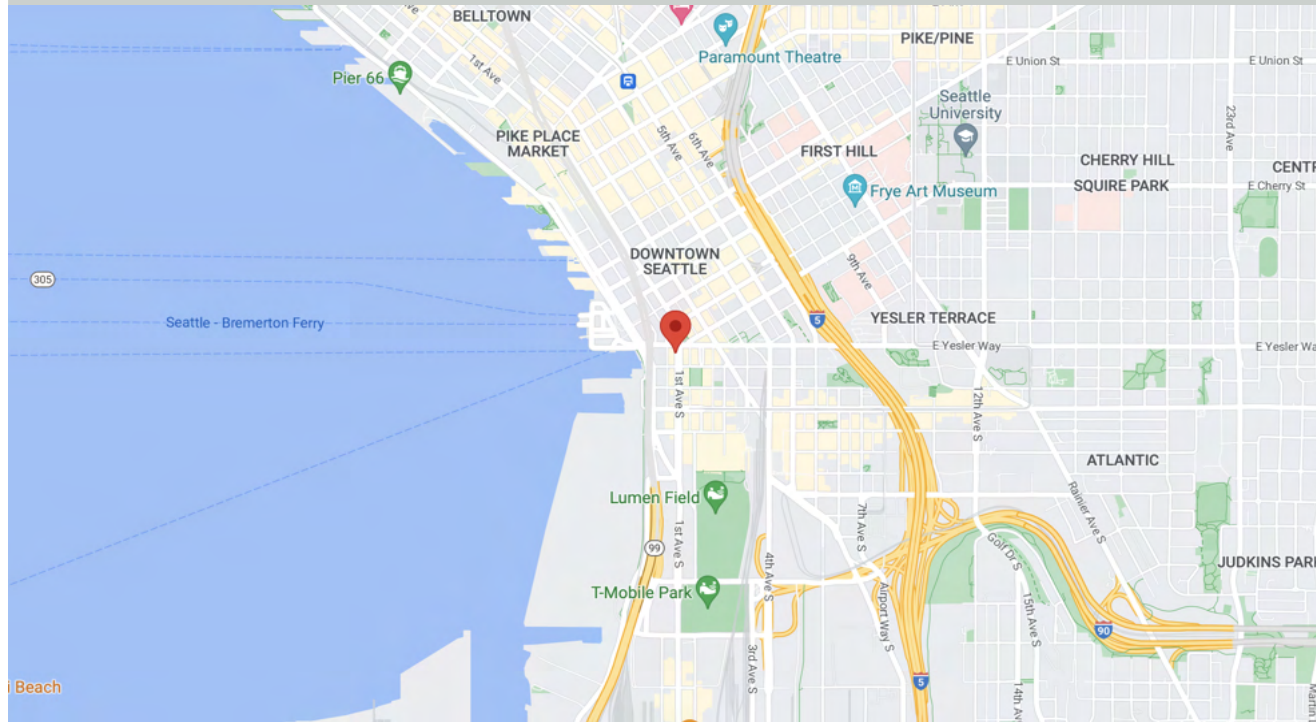 BELLTOWN
1st Ave
Pier 66
Paramount Theatre
PIKE/PINE
E Union St
E Union St
PIKE PLACE
MARKET
5th Ave
6th Ave
FIRST HILL
Seattle
University
23rd Ave
CHERRY HILL
SQUIRE PARK
CENTR
E Cherry St
Frye Art Museum
DOWNTOWN
SEATTLE
9th Ave
305
Seattle - Bremerton Ferry
5
YESLER TERRACE
E Yesler Way
E Yesler Wa
1st Ave S
12th Ave S
ATLANTIC
Lumen Field
1st Ave S
99
4th Ave S
7th Ave S
Rainier Ave S
Golf Dr S
T-Mobile Park
Airport Way S
15th Ave S
JUDKINS PARK
90
3rd Ave S
5
14th Ave S
i Beach